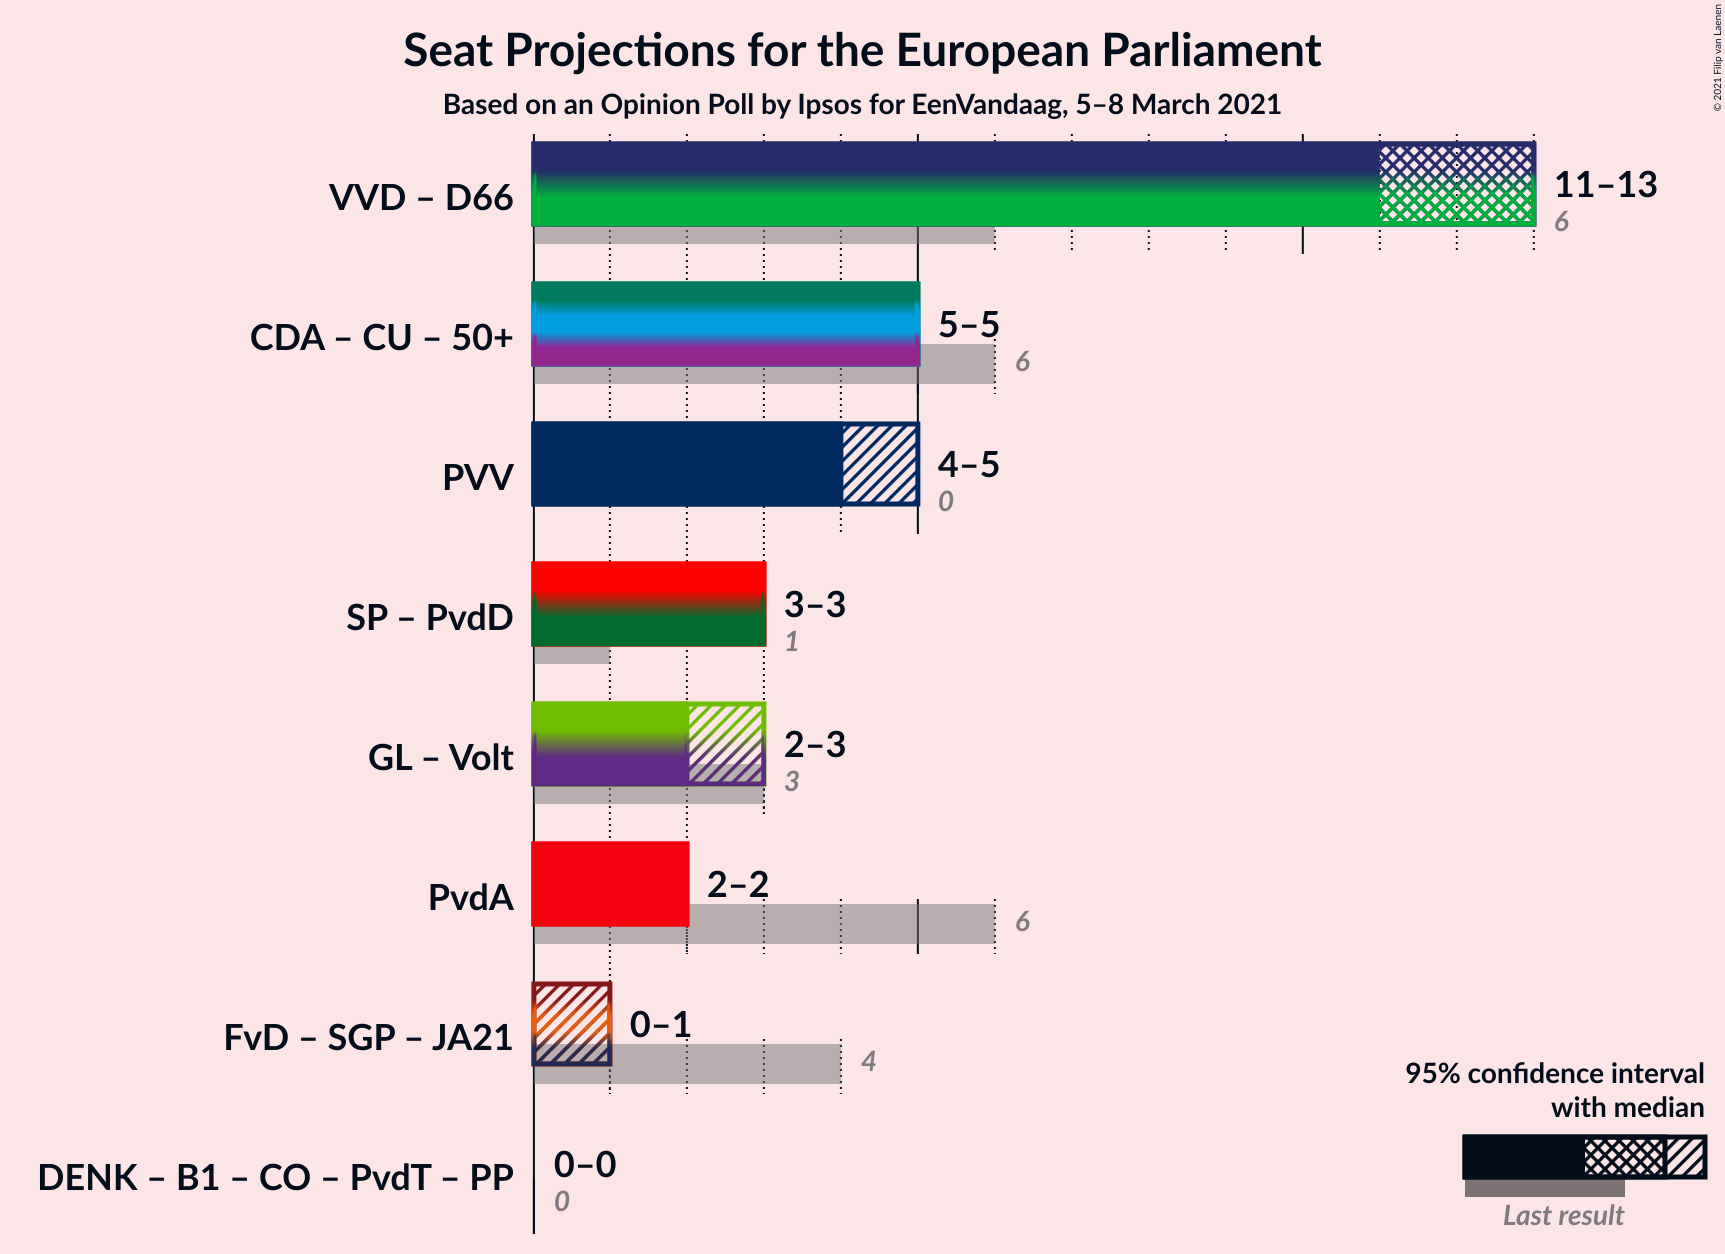 Seat Projections for the European Parliament
Based on an Opinion Poll by Ipsos for EenVandaag, 5–8 March 2021
© 2021 Filip van Laenen
VVD – D66
11–13
6
CDA – CU – 50+
5–5
6
PVV
4–5
0
SP – PvdD
3–3
1
GL – Volt
2–3
3
PvdA
2–2
6
FvD – SGP – JA21
0–1
4
DENK – B1 – CO – PvdT – PP
0–0
0
95% confidence interval
with median
Last result